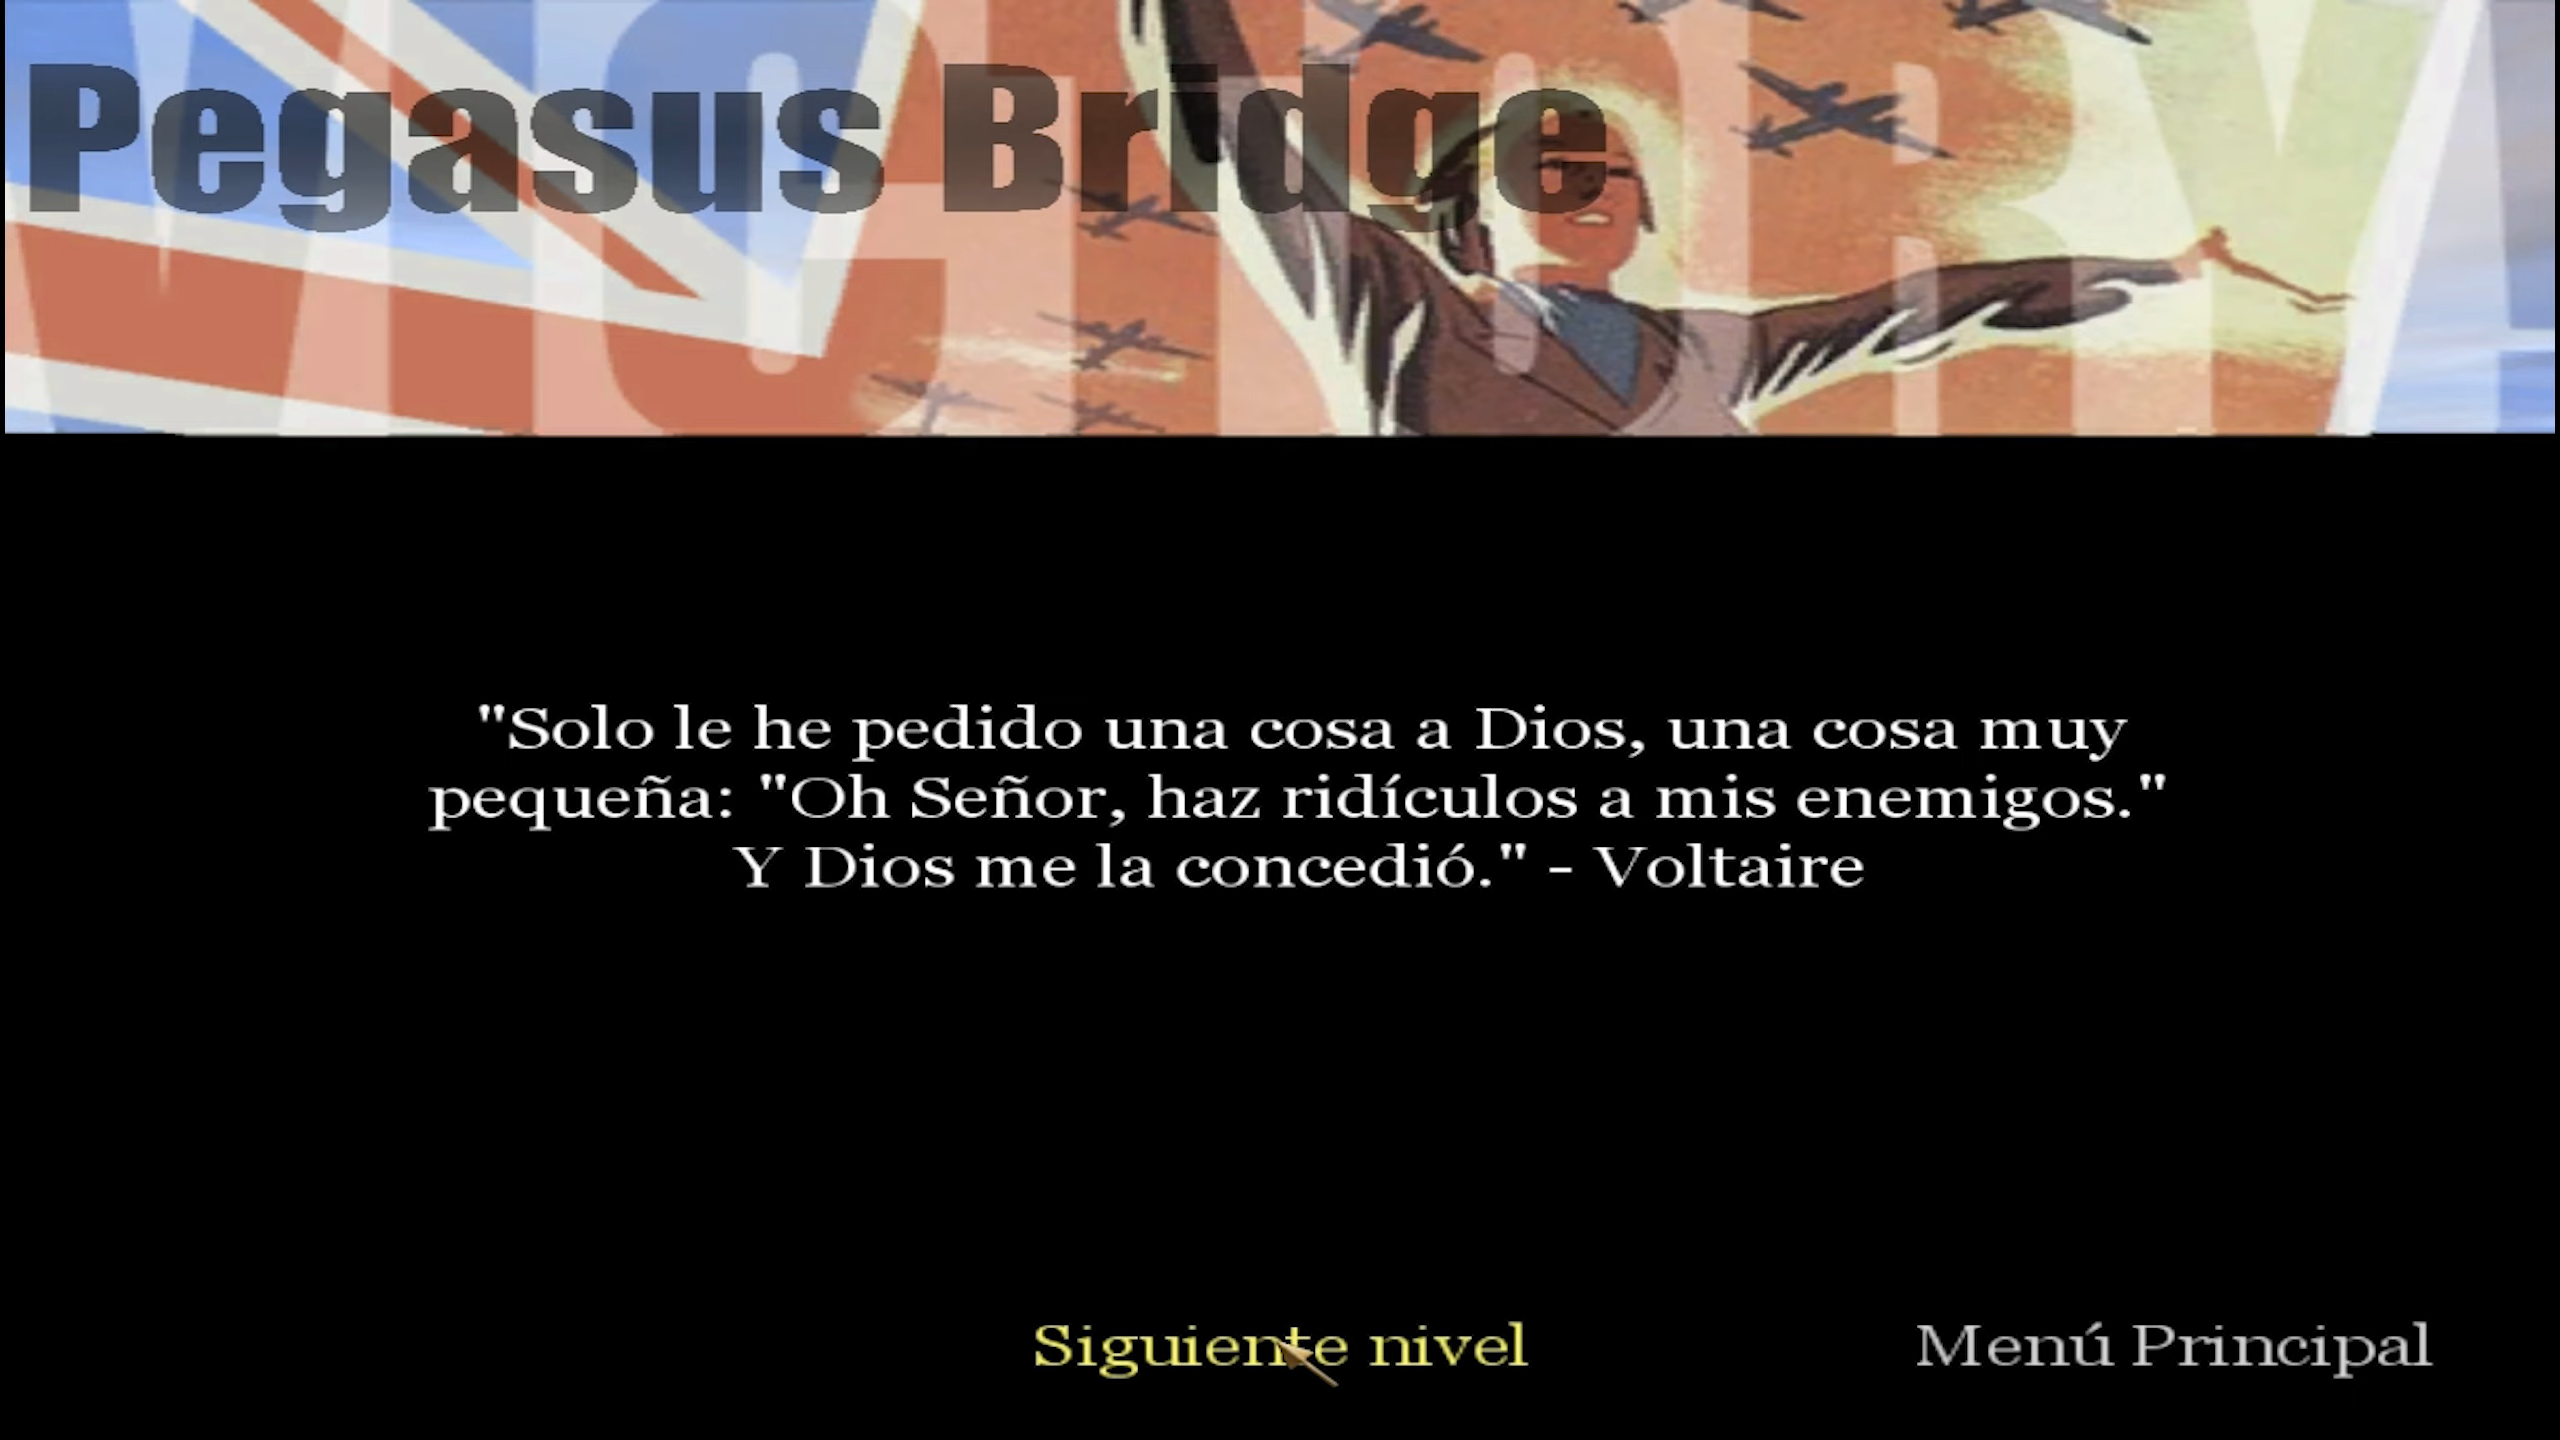 VICTORY
Pegasus Bridge
"Solo le he pedido una cosa a Dios, una cosa muy
pequeña: "Oh Señor, haz ridículos a mis enemigos."
Y Dios me la concedió." - Voltaire
Siguiente nivel
Menú Principal